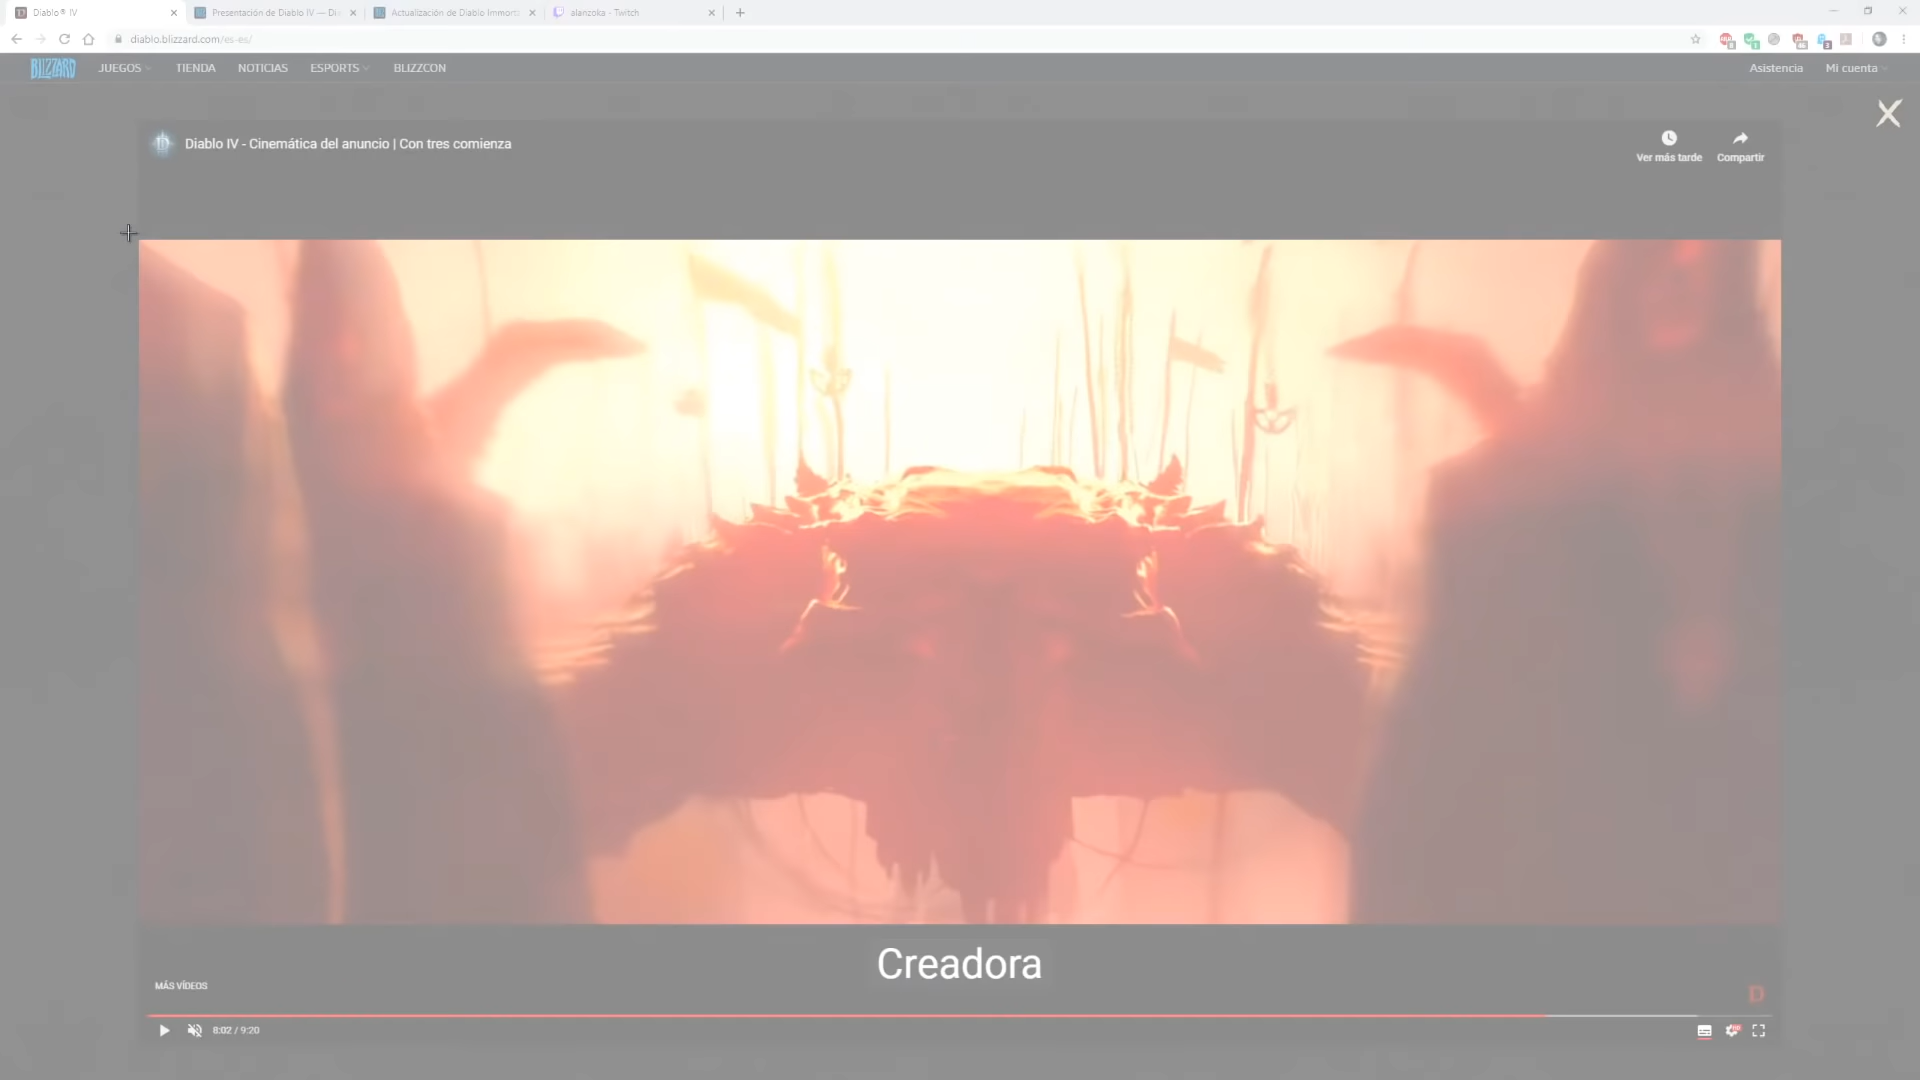 Diablo® IV
Presentación de Diablo IV — Di
Actualización de Diablo Immort
alanzoka - Twitch
diablo.blizzard.com/es-es/
BLIZZARD
JUEGOS
TIENDA
NOTICIAS
ESPORTS
BLIZZCON
Asistencia
Mi cuenta
Diablo IV - Cinemática del anuncio | Con tres comienza
Ver más tarde
Compartir
Creadora
MÁS VÍDEOS
D
8:02 / 9:20